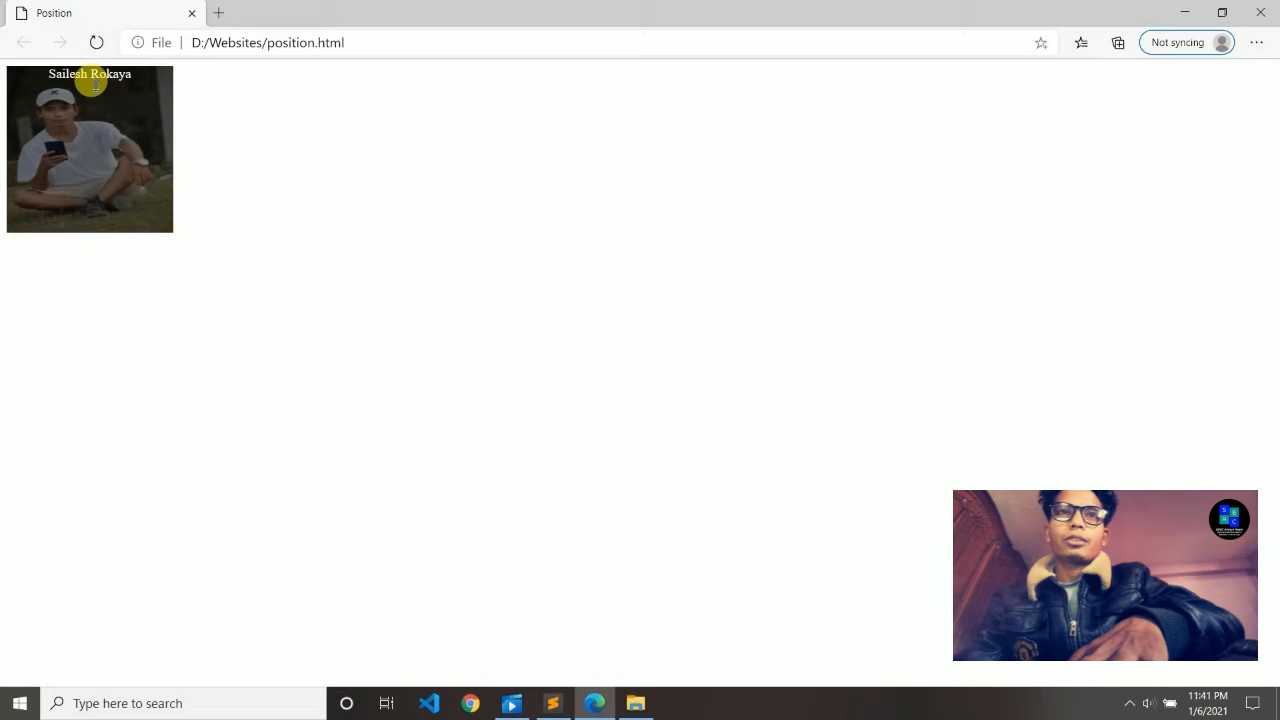 Position
File
D:/Websites/position.html
Not syncing
Sailesh Rokaya
S B
N C
Type here to search
11:41 PM
1/6/2021